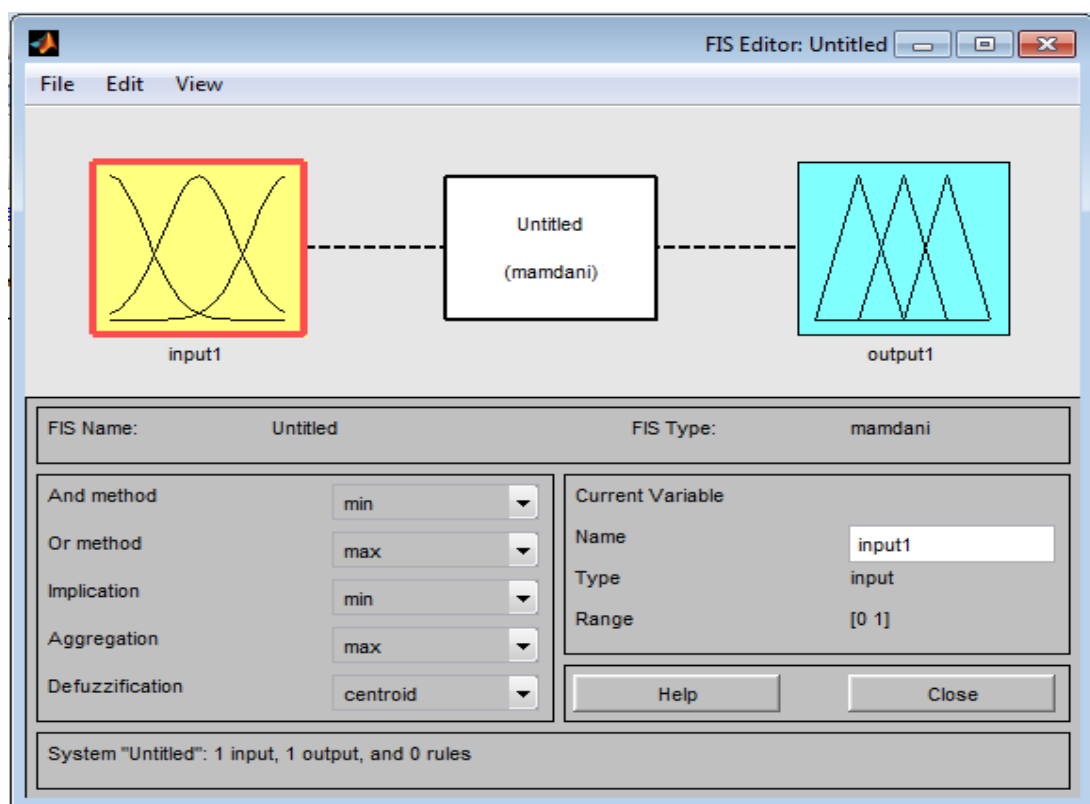 FIS Editor: Untitled
File Edit View
Untitled
(mamdani)
input1
output1
FIS Name: Untitled FIS Type: mamdani
And method min
Or method max
Implication min
Aggregation max
Defuzzification centroid
Current Variable
Name input1
Type input
Range [0 1]
Help Close
System "Untitled": 1 input, 1 output, and 0 rules